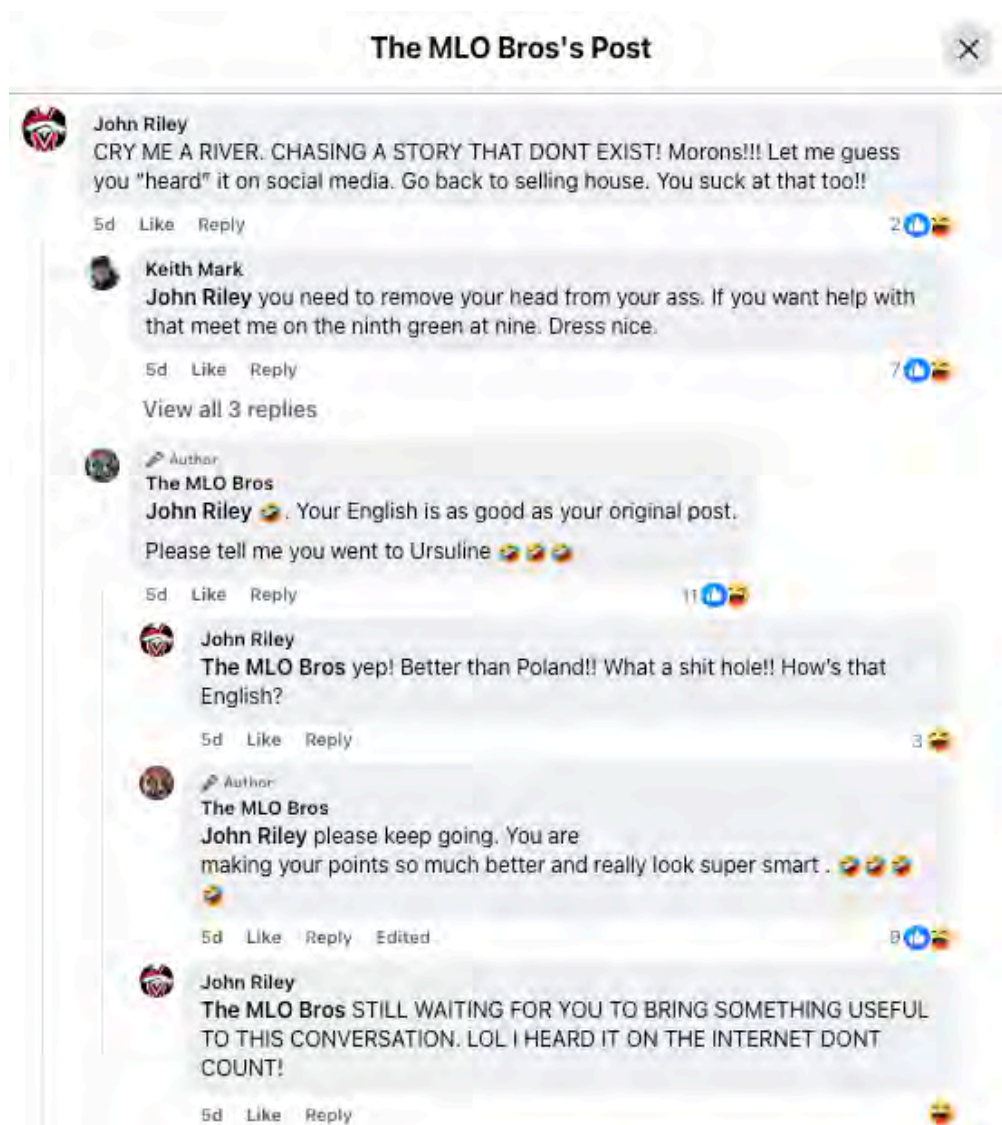 The MLO Bros's Post
John Riley
CRY ME A RIVER. CHASING A STORY THAT DONT EXIST! Morons!!! Let me guess
you "heard" it on social media. Go back to selling house. You suck at that too!!
5d Like Reply 2
Keith Mark
John Riley you need to remove your head from your ass. If you want help with
that meet me on the ninth green at nine. Dress nice.
5d Like Reply 7
View all 3 replies
Author
The MLO Bros
John Riley 🤣 . Your English is as good as your original post.
Please tell me you went to Ursuline 🤣 🤣 🤣
5d Like Reply 11
John Riley
The MLO Bros yep! Better than Poland!! What a shit hole!! How's that
English?
5d Like Reply 3
Author
The MLO Bros
John Riley please keep going. You are
making your points so much better and really look super smart . 🤣 🤣 🤣
🤣
5d Like Reply Edited 9
John Riley
The MLO Bros STILL WAITING FOR YOU TO BRING SOMETHING USEFUL
TO THIS CONVERSATION. LOL I HEARD IT ON THE INTERNET DONT
COUNT!
5d Like Reply